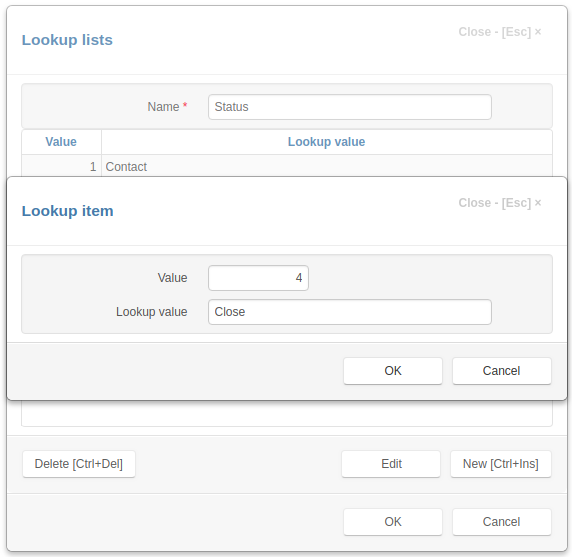 Lookup lists
Close - [Esc] ×
Name *
Status
Value
Lookup value
1
Contact
Lookup item
Close - [Esc] ×
Value
4
Lookup value
Close
OK
Cancel
Delete [Ctrl+Del]
Edit
New [Ctrl+Ins]
OK
Cancel